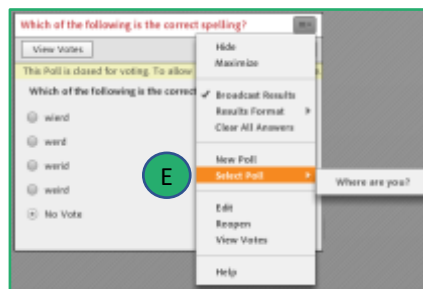 Which of the following is the correct spelling?
View Votes
This Poll is closed for voting. To allow
Which of the following is the correct
wierd
werd
werid
weird
No Vote
Hide
Maximize
Broadcast Results
Results Format
Clear All Answers
New Poll
Select Poll
Where are you?
Edit
Reopen
View Votes
Help
E